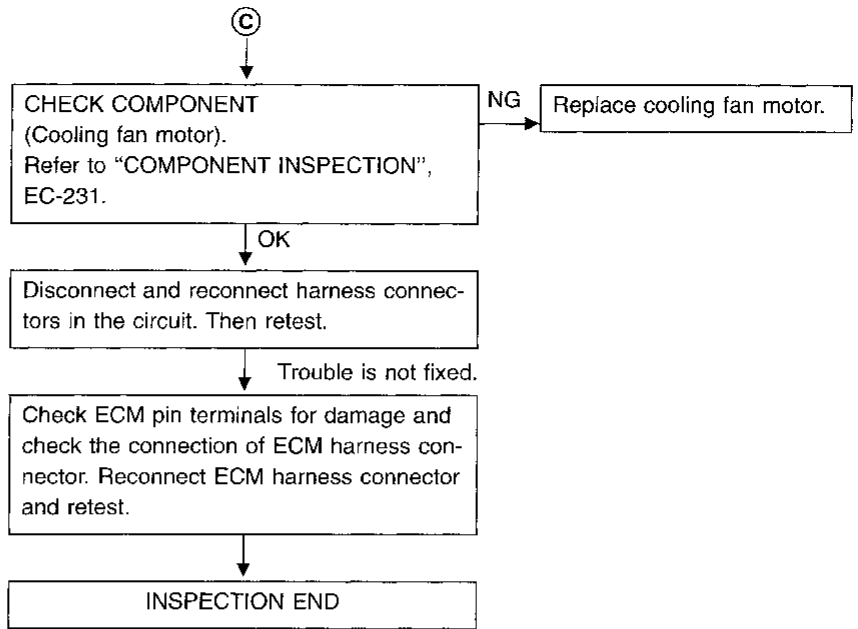 C
CHECK COMPONENT
(Cooling fan motor).
Refer to “COMPONENT INSPECTION”,
EC-231.
NG
Replace cooling fan motor.
OK
Disconnect and reconnect harness connec-
tors in the circuit. Then retest.
Trouble is not fixed.
Check ECM pin terminals for damage and
check the connection of ECM harness con-
nector. Reconnect ECM harness connector
and retest.
INSPECTION END